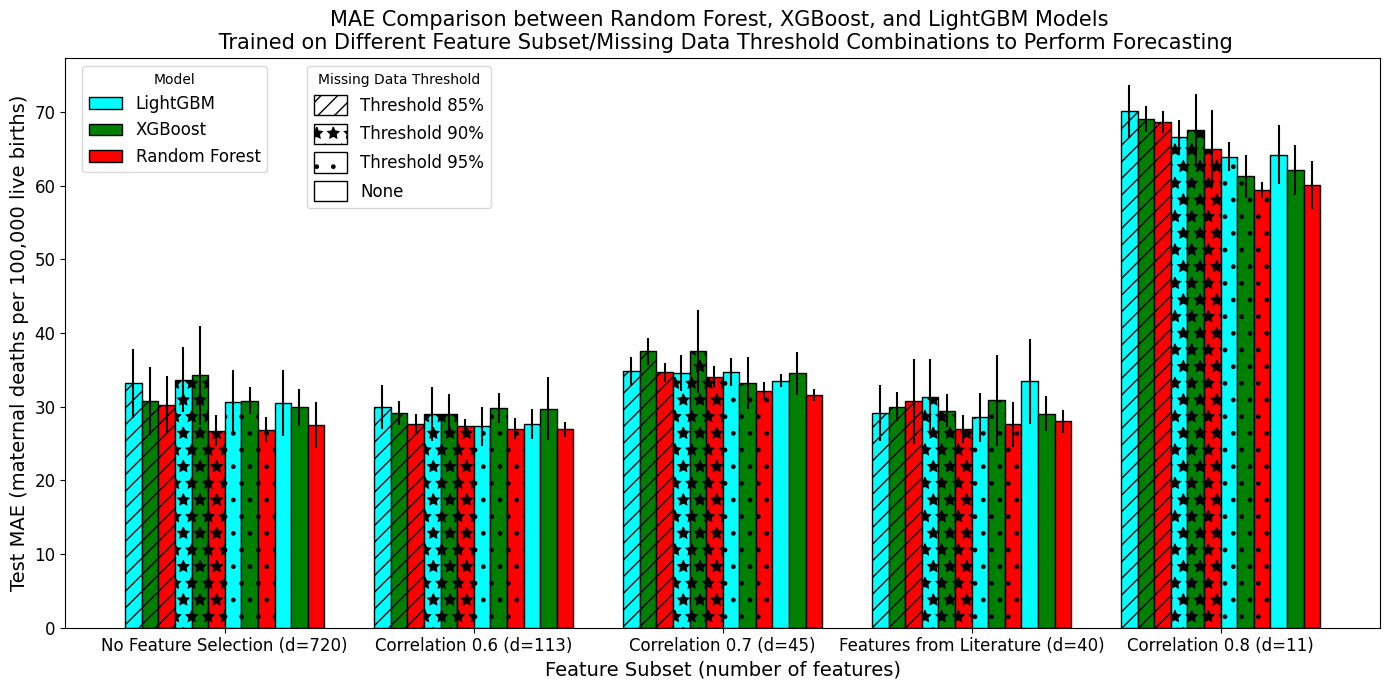 MAE Comparison between Random Forest, XGBoost, and LightGBM Models
Trained on Different Feature Subset/Missing Data Threshold Combinations to Perform Forecasting
Model
LightGBM
XGBoost
Random Forest
Missing Data Threshold
Threshold 85%
Threshold 90%
Threshold 95%
None
Test MAE (maternal deaths per 100,000 live births)
70
60
50
40
30
20
10
0
No Feature Selection (d=720)
Correlation 0.6 (d=113)
Correlation 0.7 (d=45)
Features from Literature (d=40)
Correlation 0.8 (d=11)
Feature Subset (number of features)